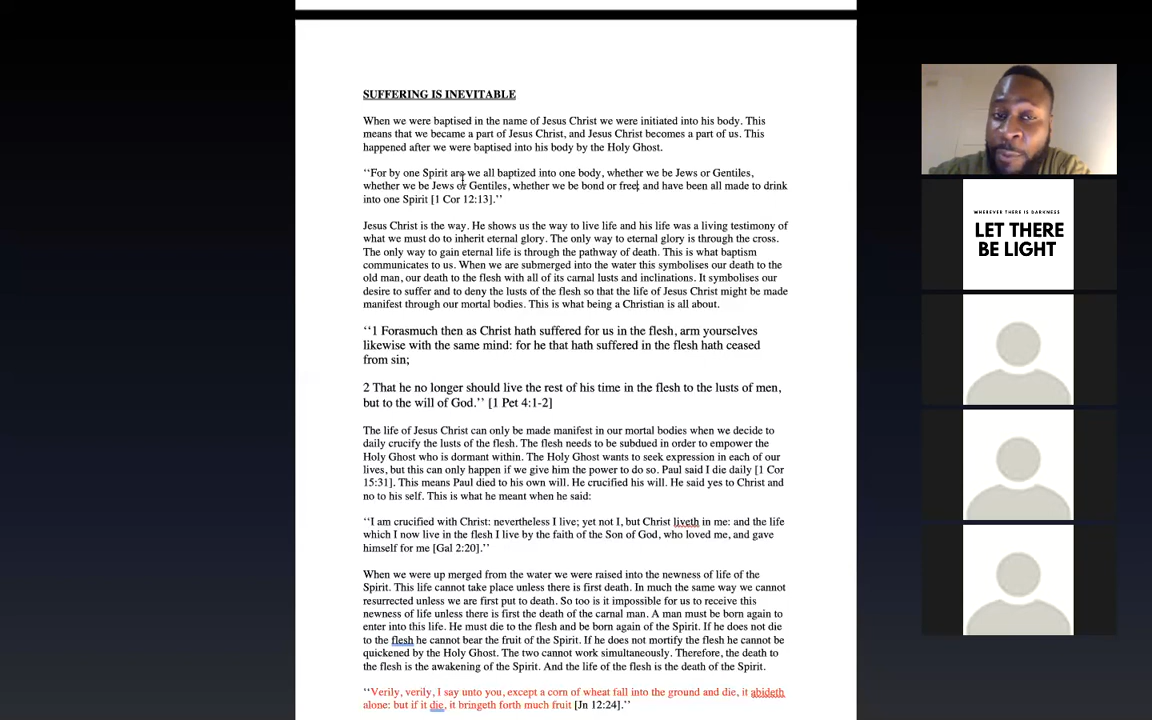 SUFFERING IS INEVITABLE
When we were baptised in the name of Jesus Christ we were initiated into his body. This
means that we became a part of Jesus Christ, and Jesus Christ becomes a part of us. This
happened after we were baptised into his body by the Holy Ghost.
‘‘For by one Spirit are we all baptized into one body, whether we be Jews or Gentiles,
whether we be Jews or Gentiles, whether we be bond or free; and have been all made to drink
into one Spirit [1 Cor 12:13].’’
Jesus Christ is the way. He shows us the way to live life and his life was a living testimony of
what we must do to inherit eternal glory. The only way to eternal glory is through the cross.
The only way to gain eternal life is through the pathway of death. This is what baptism
communicates to us. When we are submerged into the water this symbolises our death to the
old man, our death to the flesh with all of its carnal lusts and inclinations. It symbolises our
desire to suffer and to deny the lusts of the flesh so that the life of Jesus Christ might be made
manifest through our mortal bodies. This is what being a Christian is all about.
‘‘1 Forasmuch then as Christ hath suffered for us in the flesh, arm yourselves
likewise with the same mind: for he that hath suffered in the flesh hath ceased
from sin;
2 That he no longer should live the rest of his time in the flesh to the lusts of men,
but to the will of God.’’ [1 Pet 4:1-2]
The life of Jesus Christ can only be made manifest in our mortal bodies when we decide to
daily crucify the lusts of the flesh. The flesh needs to be subdued in order to empower the
Holy Ghost who is dormant within. The Holy Ghost wants to seek expression in each of our
lives, but this can only happen if we give him the power to do so. Paul said I die daily [1 Cor
15:31]. This means Paul died to his own will. He crucified his will. He said yes to Christ and
no to his self. This is what he meant when he said:
‘‘I am crucified with Christ: nevertheless I live; yet not I, but Christ liveth in me: and the life
which I now live in the flesh I live by the faith of the Son of God, who loved me, and gave
himself for me [Gal 2:20].’’
When we were up merged from the water we were raised into the newness of life of the
Spirit. This life cannot take place unless there is first death. In much the same way we cannot
resurrected unless we are first put to death. So too is it impossible for us to receive this
newness of life unless there is first the death of the carnal man. A man must be born again to
enter into this life. He must die to the flesh and be born again of the Spirit. If he does not die
to the flesh he cannot bear the fruit of the Spirit. If he does not mortify the flesh he cannot be
quickened by the Holy Ghost. The two cannot work simultaneously. Therefore, the death to
the flesh is the awakening of the Spirit. And the life of the flesh is the death of the Spirit.
‘‘Verily, verily, I say unto you, except a corn of wheat fall into the ground and die, it abideth
alone: but if it die, it bringeth forth much fruit [Jn 12:24].’’
WHEREVER THERE IS DARKNESS
LET THERE
BE LIGHT